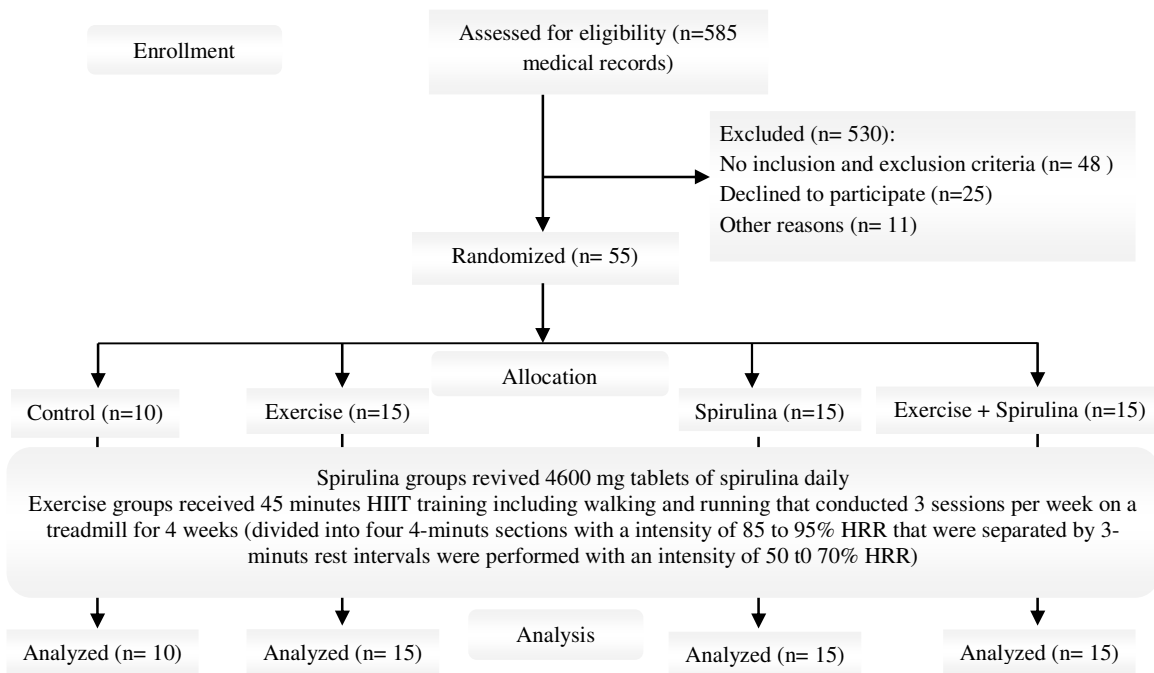 Enrollment
Assessed for eligibility (n=585
medical records)
Excluded (n= 530):
No inclusion and exclusion criteria (n= 48 )
Declined to participate (n=25)
Other reasons (n= 11)
Randomized (n= 55)
Allocation
Control (n=10)
Exercise (n=15)
Spirulina (n=15)
Exercise + Spirulina (n=15)
Spirulina groups revived 4600 mg tablets of spirulina daily
Exercise groups received 45 minutes HIIT training including walking and running that conducted 3 sessions per week on a
treadmill for 4 weeks (divided into four 4-minuts sections with a intensity of 85 to 95% HRR that were separated by 3-
minuts rest intervals were performed with an intensity of 50 t0 70% HRR)
Analysis
Analyzed (n= 10)
Analyzed (n= 15)
Analyzed (n= 15)
Analyzed (n= 15)